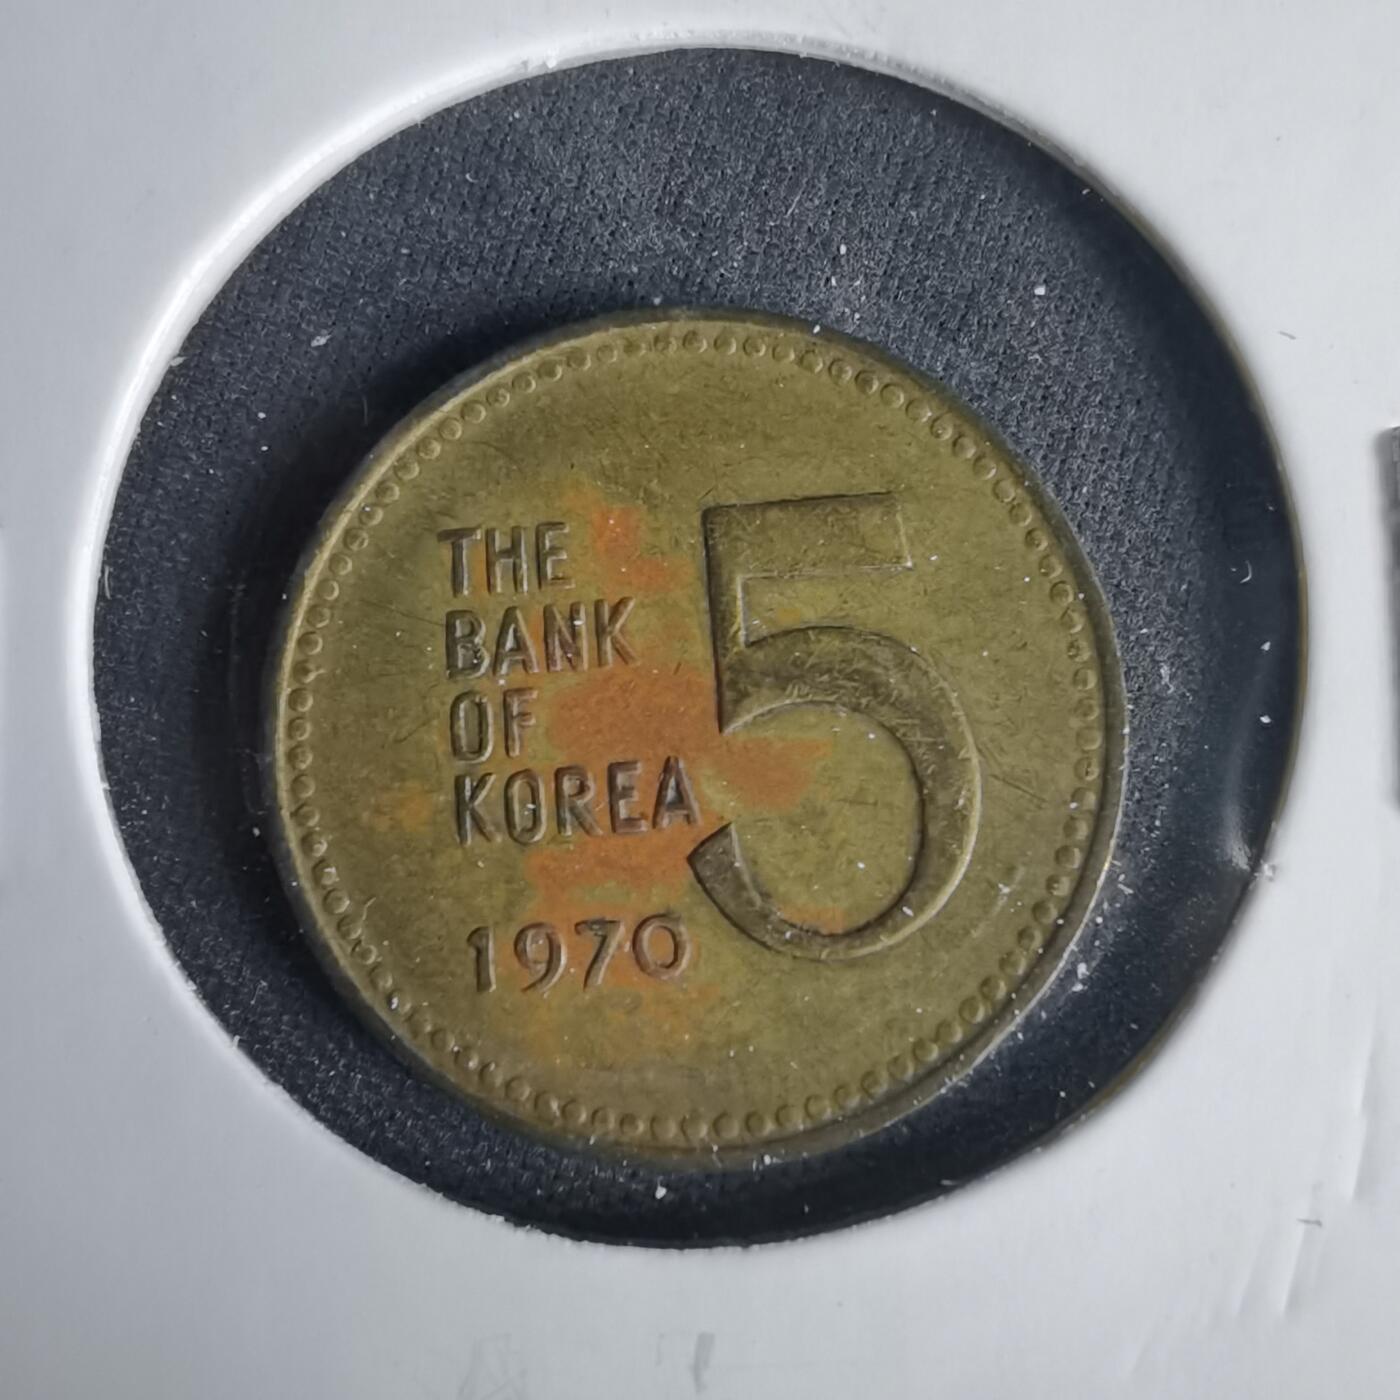 THE
BANK
OF
KOREA
5
1970